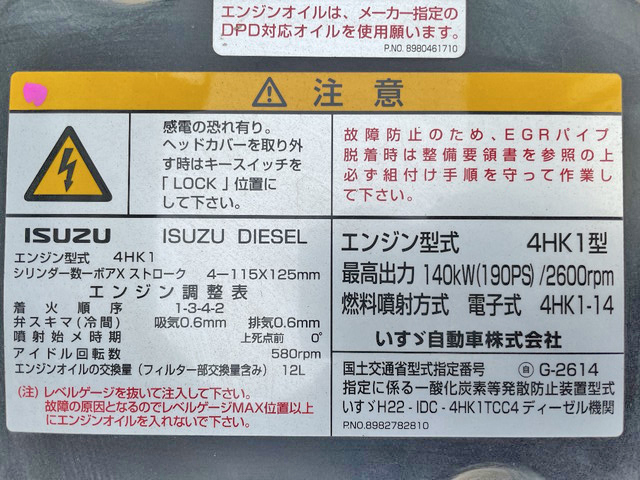 エンジンオイルは、メーカー指定の
DPD対応オイルを使用願います。
P.NO. 8980461710
注意
感電の恐れ有り。
ヘッドカバーを取り外
す時はキースイッチを
「LOCK」位置に
して下さい。
故障防止のため、EGRパイプ
脱着時は整備要領書を参照の上
必ず組付け手順を守って作業し
て下さい。
ISUZU ISUZU DIESEL
エンジン型式 4HK1
シリンダー数ーボアX ストローク 4ー115X125mm
エンジン調整表
着火順序 1-3-4-2
弁スキマ(冷間) 吸気0.6mm 排気0.6mm
噴射始メ時期 上死点前 0°
アイドル回転数 580rpm
エンジンオイルの交換量(フィルター部交換量含み) 12L
(注)レベルゲージを抜いて注入して下さい。
故障の原因となるのでレベルゲージMAX位置以上
にエンジンオイルを入れないで下さい。
エンジン型式 4HK1型
最高出力 140kW(190PS)/2600rpm
燃料噴射方式 電子式 4HK1-14
いすゞ自動車株式会社
国土交通省型式指定番号 自 G-2614
指定に係る一酸化炭素等発散防止装置型式
いすゞH22-IDC-4HK1TCC4ディーゼル機関
P.NO.8982782810